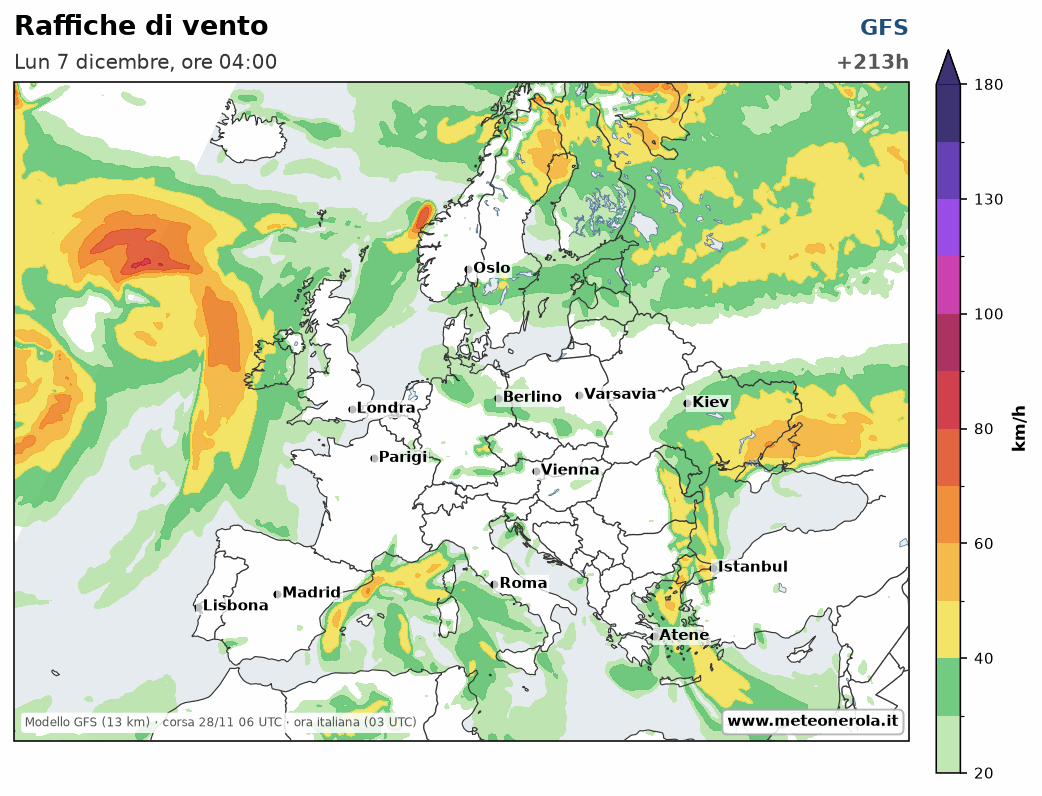 Raffiche di vento
GFS
Lun 7 dicembre, ore 04:00
+213h
180
130
100
80
60
40
20
km/h
Oslo
Londra
Berlino
Varsavia
Kiev
Parigi
Vienna
Istanbul
Madrid
Roma
Lisbona
Atene
Modello GFS (13 km) · corsa 28/11 06 UTC · ora italiana (03 UTC)
www.meteonerola.it